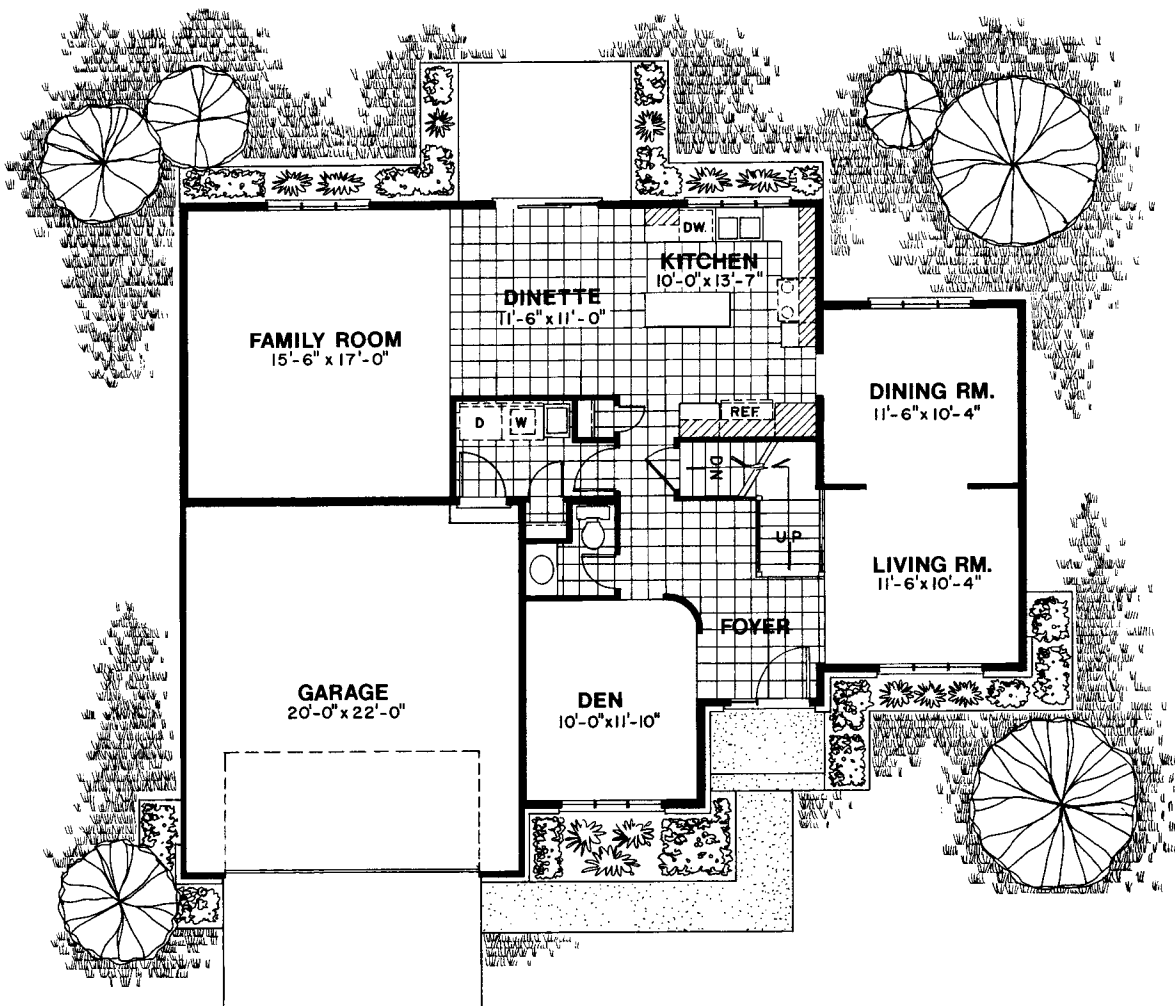 DW.
KITCHEN
10'-0" x 13'-7"
DINETTE
11'-6" x 11'-0"
FAMILY ROOM
15'-6" x 17'-0"
DINING RM.
11'-6" x 10'-4"
D
W
REF.
DN
UP
LIVING RM.
11'-6" x 10'-4"
FOYER
GARAGE
20'-0" x 22'-0"
DEN
10'-0" x 11'-10"